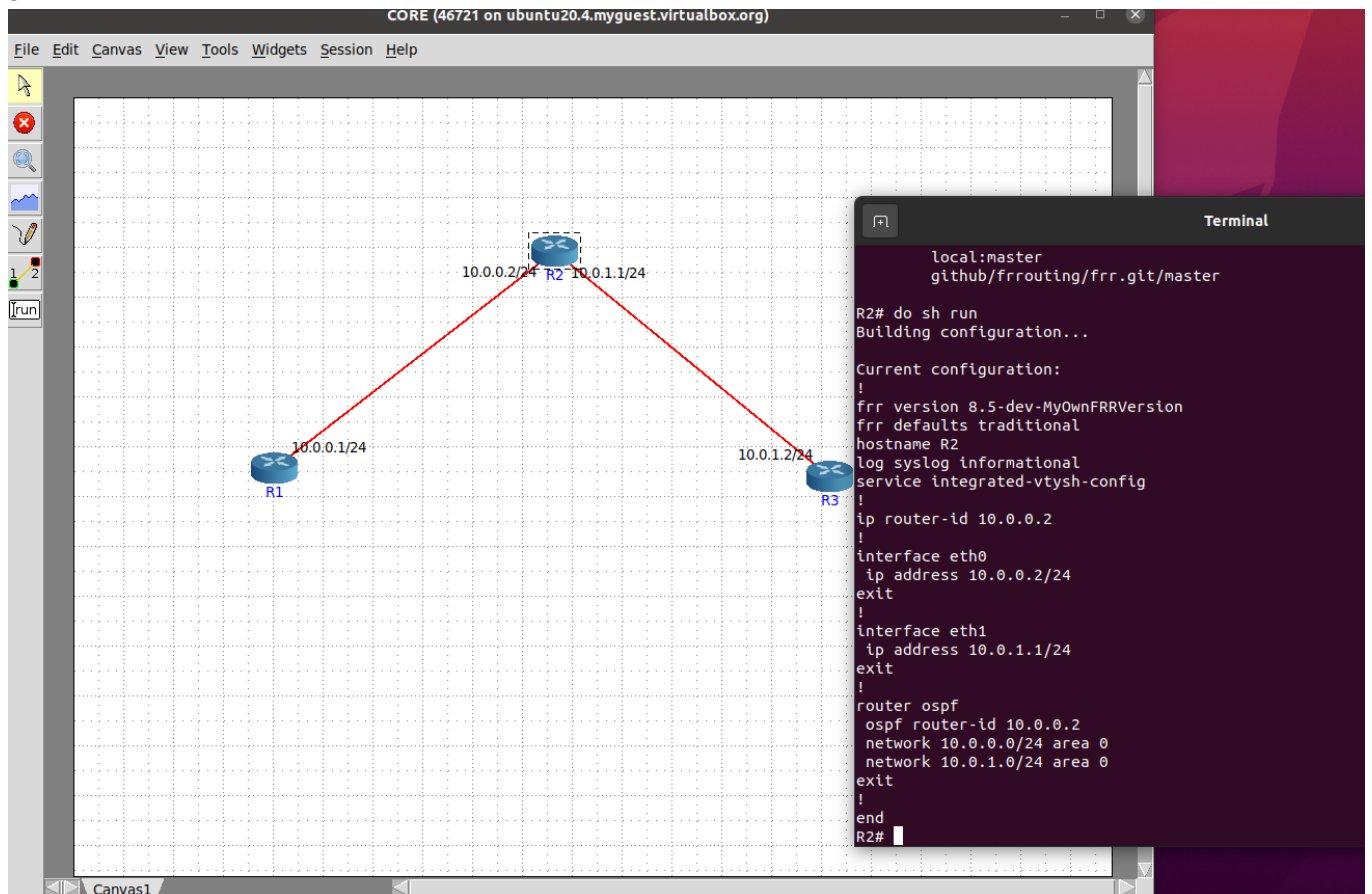 CORE (46721 on ubuntu20.4.myguest.virtualbox.org)
File Edit Canvas View Tools Widgets Session Help
1 2
run
10.0.0.2/24
R2
10.0.1.1/24
10.0.0.1/24
R1
10.0.1.2/24
R3
Canvas1
Terminal
local:master
github/frrouting/frr.git/master
R2# do sh run
Building configuration...
Current configuration:
!
frr version 8.5-dev-MyOwnFRRVersion
frr defaults traditional
hostname R2
log syslog informational
service integrated-vtysh-config
!
ip router-id 10.0.0.2
!
interface eth0
ip address 10.0.0.2/24
exit
!
interface eth1
ip address 10.0.1.1/24
exit
!
router ospf
ospf router-id 10.0.0.2
network 10.0.0.0/24 area 0
network 10.0.1.0/24 area 0
exit
!
end
R2#